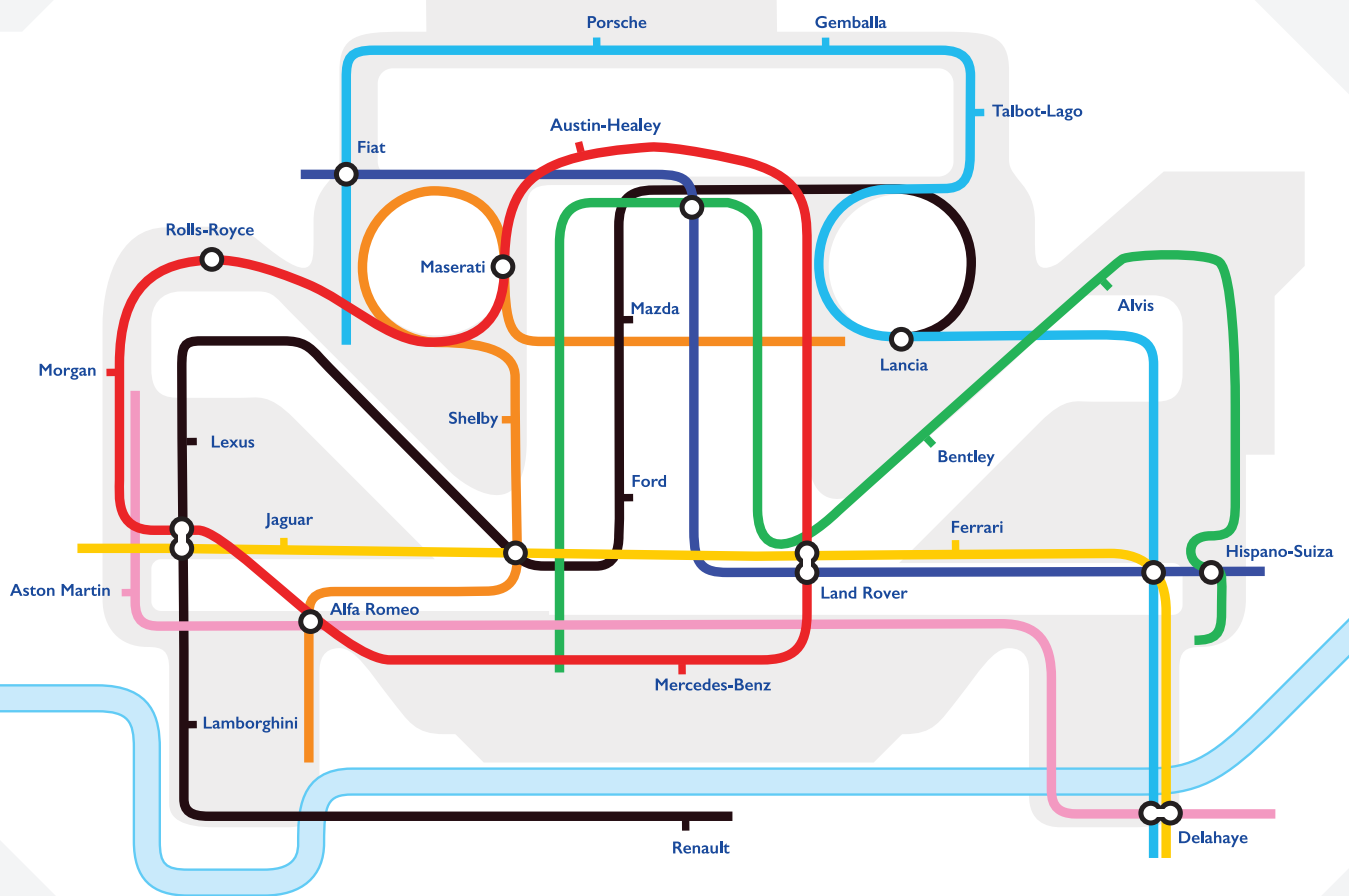 Porsche
Gemballa
Talbot-Lago
Austin-Healey
Fiat
Rolls-Royce
Maserati
Mazda
Alvis
Lancia
Morgan
Shelby
Lexus
Bentley
Ford
Jaguar
Ferrari
Hispano-Suiza
Aston Martin
Land Rover
Alfa Romeo
Mercedes-Benz
Lamborghini
Delahaye
Renault